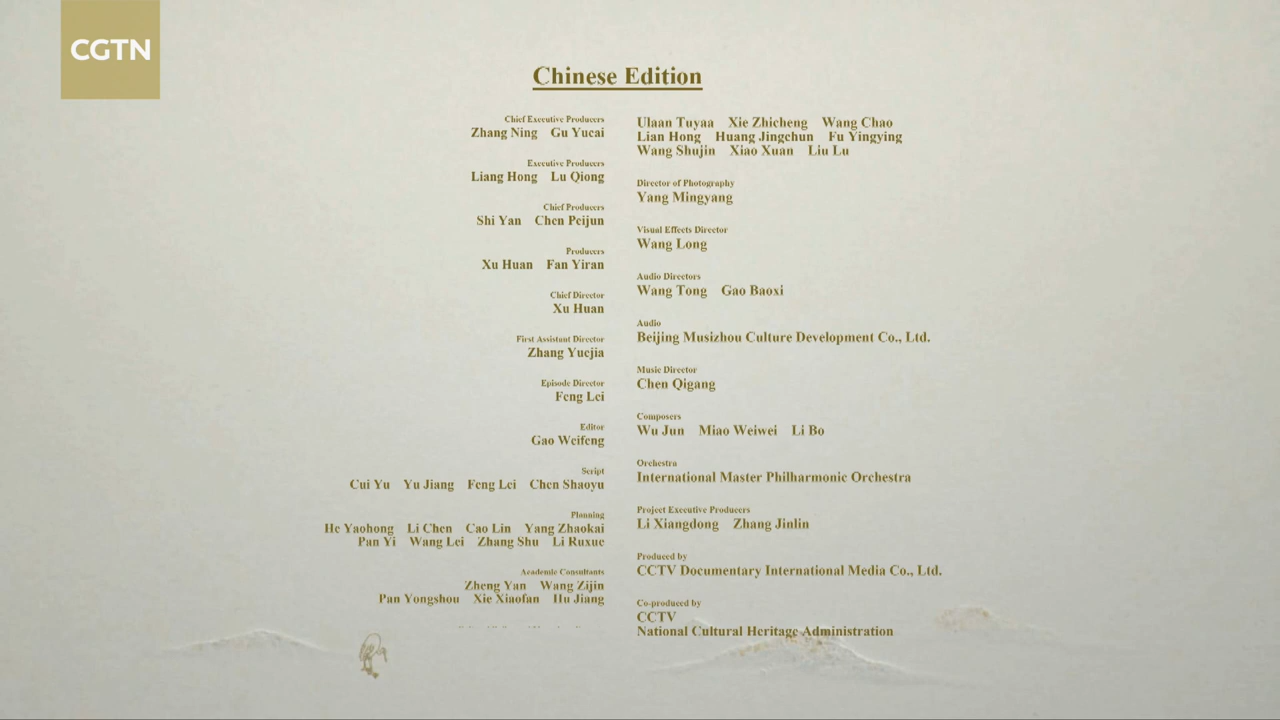 CGTN
Chinese Edition
Chief Executive Producers
Zhang Ning Gu Yucai
Executive Producers
Liang Hong Lu Qiong
Chief Producers
Shi Yan Chen Peijun
Producers
Xu Huan Fan Yiran
Chief Director
Xu Huan
First Assistant Director
Zhang Yuejia
Episode Director
Feng Lei
Editor
Gao Weifeng
Script
Cui Yu Yu Jiang Feng Lei Chen Shaoyu
Planning
He Yaohong Li Chen Cao Lin Yang Zhaokai
Pan Yi Wang Lei Zhang Shu Li Ruxue
Academic Consultants
Zheng Yan Wang Zijin
Pan Yongshou Xie Xiaofan Hu Jiang
Ulaan Tuyaa Xie Zhicheng Wang Chao
Lian Hong Huang Jingchun Fu Yingying
Wang Shujin Xiao Xuan Liu Lu
Director of Photography
Yang Mingyang
Visual Effects Director
Wang Long
Audio Directors
Wang Tong Gao Baoxi
Audio
Beijing Musizhou Culture Development Co., Ltd.
Music Director
Chen Qigang
Composers
Wu Jun Miao Weiwei Li Bo
Orchestra
International Master Philharmonic Orchestra
Project Executive Producers
Li Xiangdong Zhang Jinlin
Produced by
CCTV Documentary International Media Co., Ltd.
Co-produced by
CCTV
National Cultural Heritage Administration